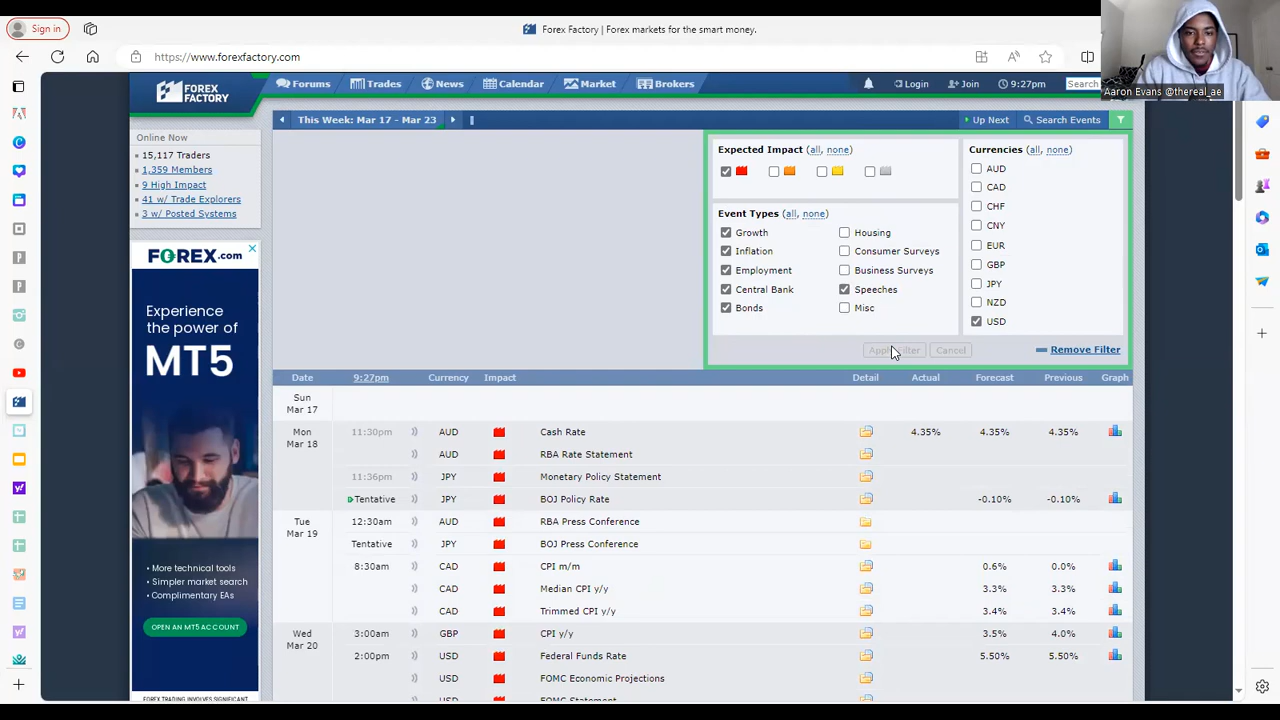 Sign in
Forex Factory | Forex markets for the smart money.
https://www.forexfactory.com
Aaron Evans @thereal_ae
FOREX FACTORY
Forums Trades News Calendar Market Brokers
Login Join 9:27pm Search
Online Now
15,117 Traders
1,359 Members
9 High Impact
41 w/ Trade Explorers
3 w/ Posted Systems
This Week: Mar 17 - Mar 23
Up Next Search Events
Expected Impact (all, none)
Event Types (all, none)
Growth Housing
Inflation Consumer Surveys
Employment Business Surveys
Central Bank Speeches
Bonds Misc
Currencies (all, none)
AUD
CAD
CHF
CNY
EUR
GBP
JPY
NZD
USD
Apply Filter Cancel Remove Filter
FOREX.com
Experience
the power of
MT5
• More technical tools
• Simpler market search
• Complimentary EAs
OPEN AN MT5 ACCOUNT
FOREX TRADING INVOLVES SIGNIFICANT
Date 9:27pm Currency Impact Detail Actual Forecast Previous Graph
Sun
Mar 17
Mon
Mar 18
11:30pm AUD Cash Rate 4.35% 4.35% 4.35%
AUD RBA Rate Statement
11:36pm JPY Monetary Policy Statement
Tentative JPY BOJ Policy Rate -0.10% -0.10%
Tue
Mar 19
12:30am AUD RBA Press Conference
Tentative JPY BOJ Press Conference
8:30am CAD CPI m/m 0.6% 0.0%
CAD Median CPI y/y 3.3% 3.3%
CAD Trimmed CPI y/y 3.4% 3.4%
Wed
Mar 20
3:00am GBP CPI y/y 3.5% 4.0%
2:00pm USD Federal Funds Rate 5.50% 5.50%
USD FOMC Economic Projections
USD FOMC Statement